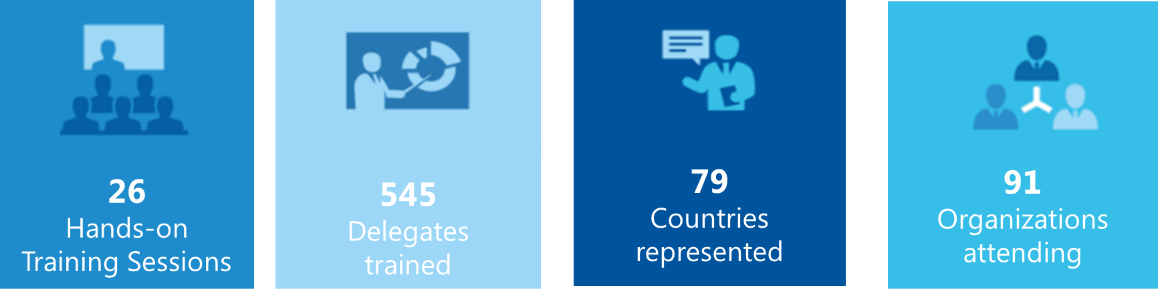 26
Hands-on
Training Sessions
545
Delegates
trained
79
Countries
represented
91
Organizations
attending